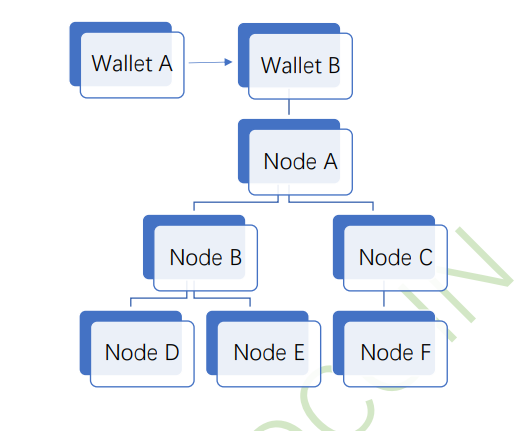 Wallet A
Wallet B
Node A
Node B
Node C
Node D
Node E
Node F